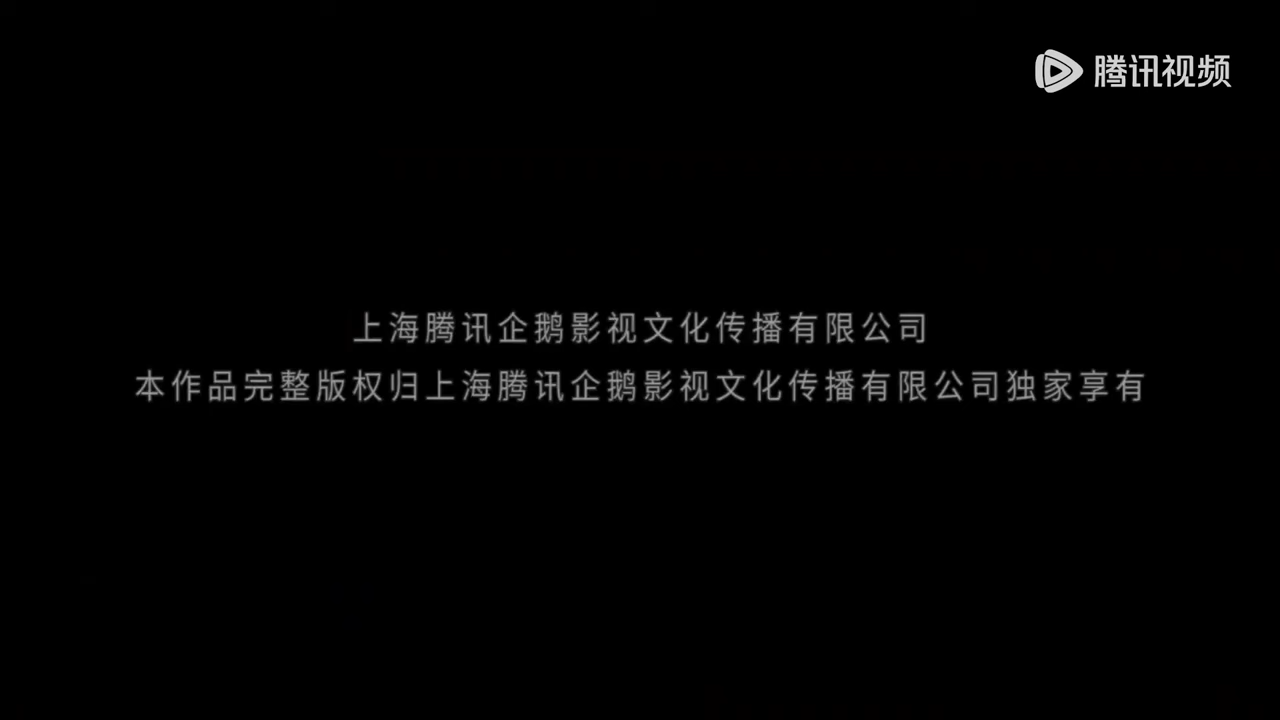 腾讯视频
上海腾讯企鹅影视文化传播有限公司
本作品完整版权归上海腾讯企鹅影视文化传播有限公司独家享有